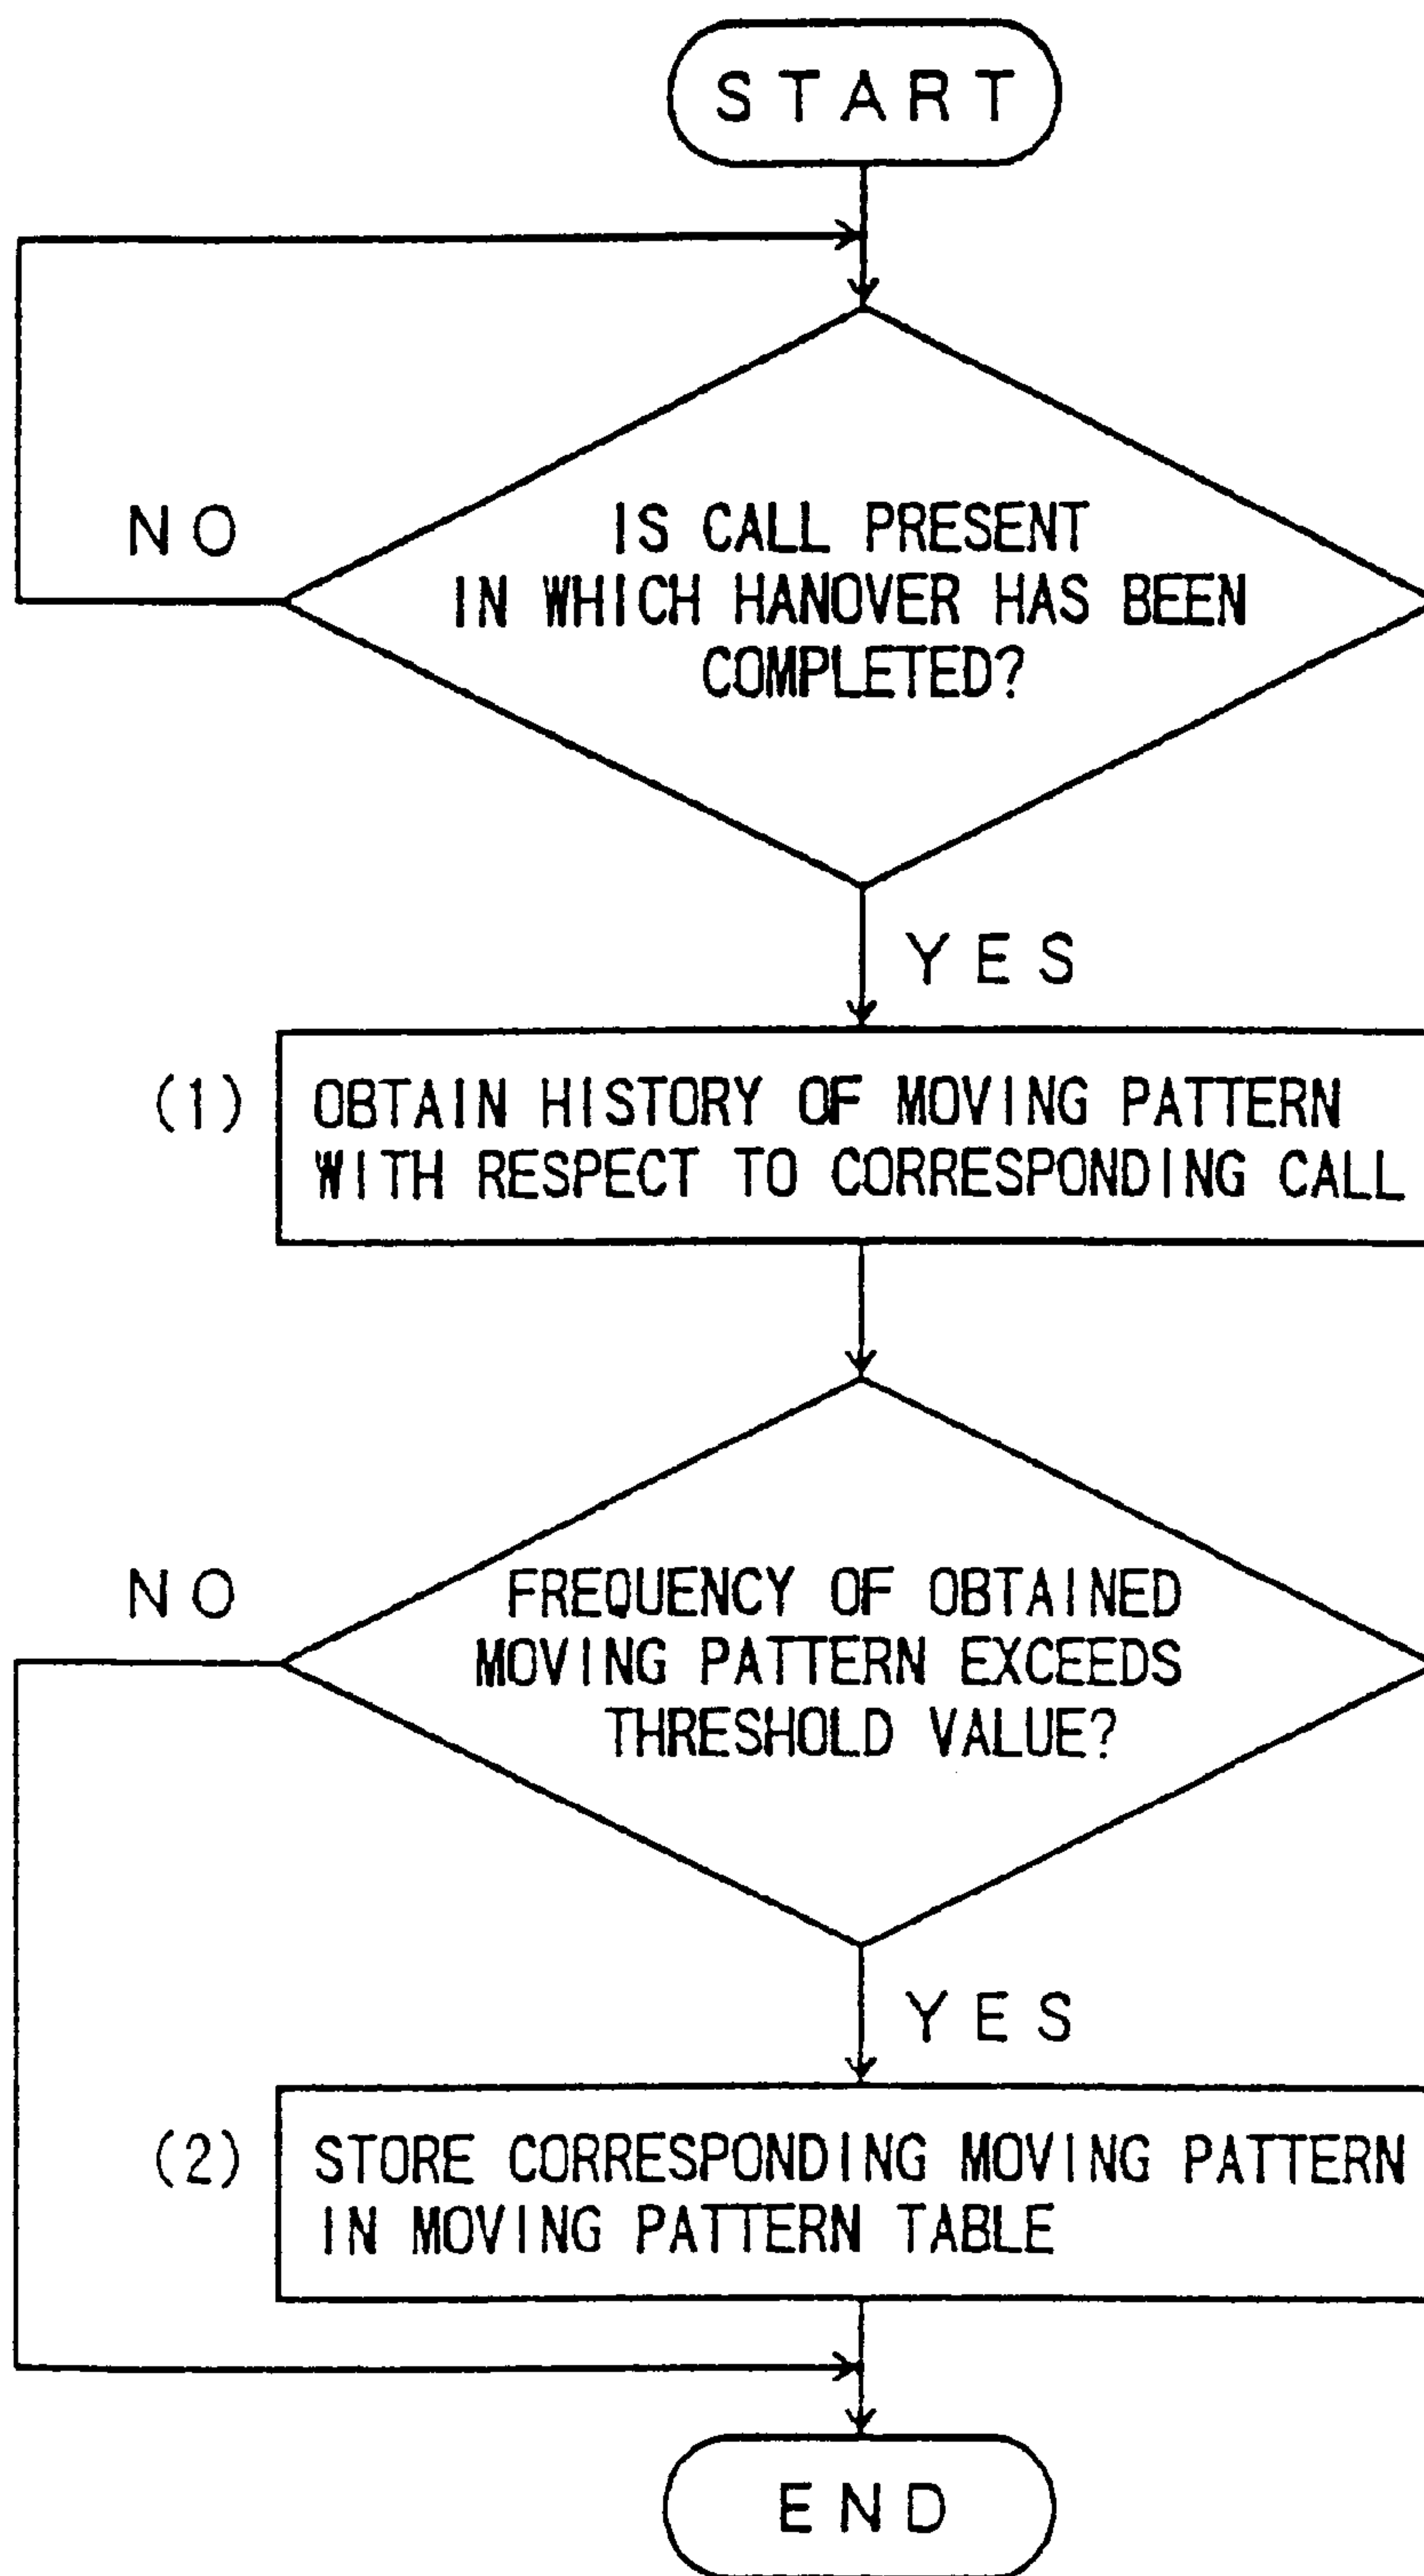 START
NO
IS CALL PRESENT
IN WHICH HANOVER HAS BEEN
COMPLETED?
YES
(1)
OBTAIN HISTORY OF MOVING PATTERN
WITH RESPECT TO CORRESPONDING CALL
NO
FREQUENCY OF OBTAINED
MOVING PATTERN EXCEEDS
THRESHOLD VALUE?
YES
(2)
STORE CORRESPONDING MOVING PATTERN
IN MOVING PATTERN TABLE
END